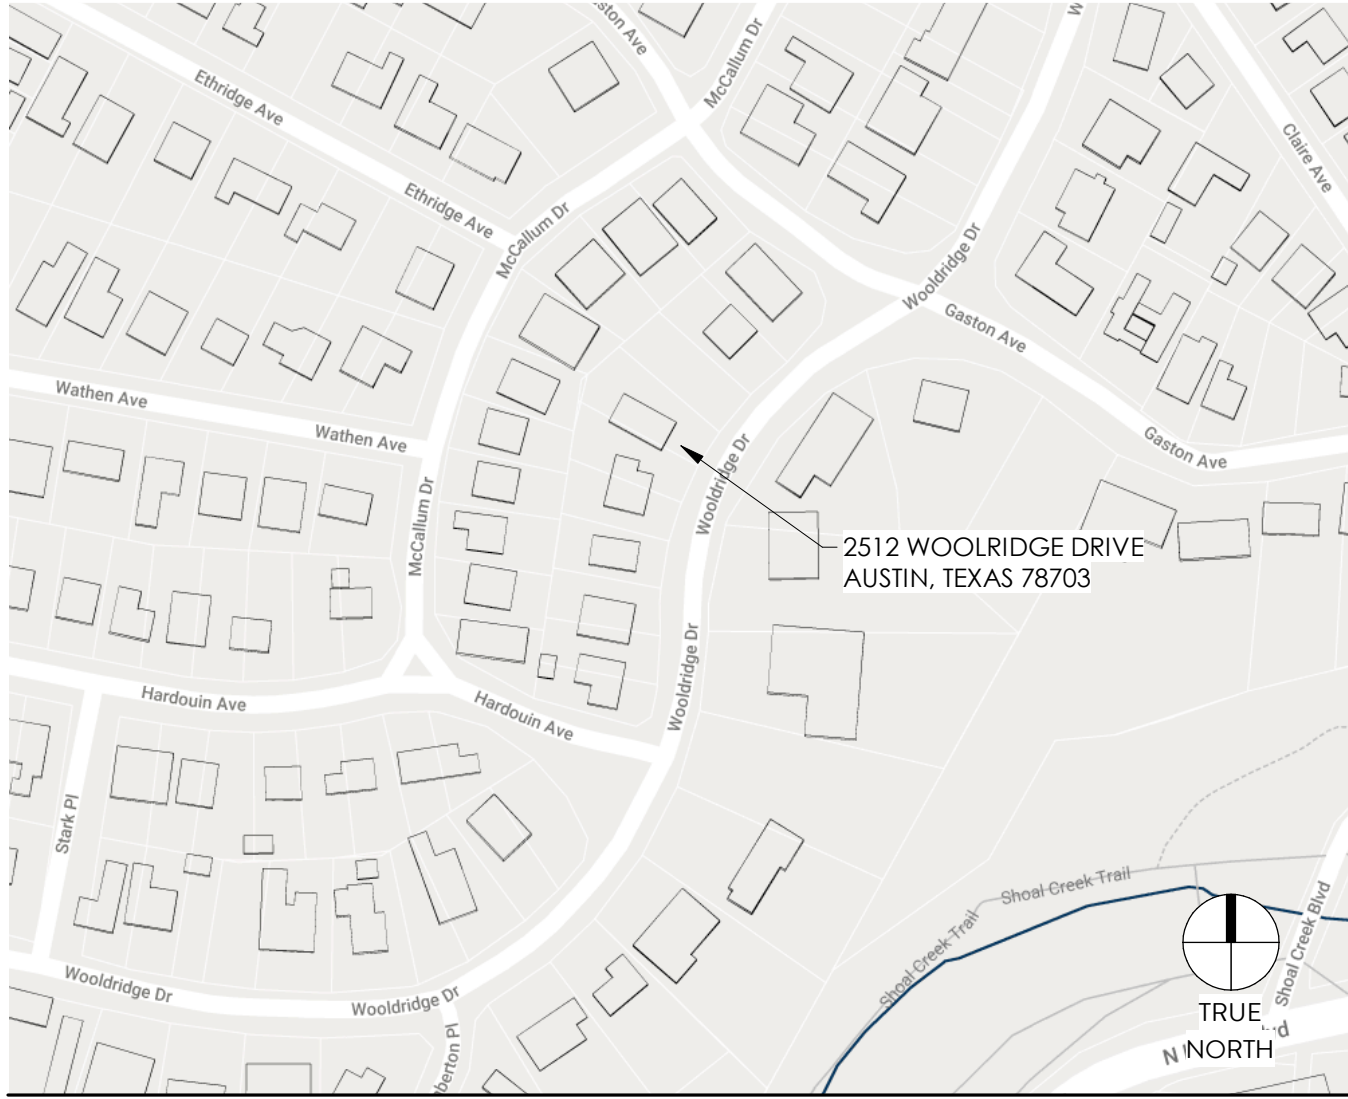 McCallum Dr
Ethridge Ave
Claire Ave
Ethridge Ave
McCallum Dr
Wooldridge Dr
Gaston Ave
Wathen Ave
Wathen Ave
Gaston Ave
Wooldridge Dr
McCallum Dr
2512 WOOLRIDGE DRIVE
AUSTIN, TEXAS 78703
Wooldridge Dr
Hardouin Ave
Hardouin Ave
Stark Pl
Shoal Creek Trail
Shoal Creek Trail
Shoal Creek Blvd
Wooldridge Dr
Wooldridge Dr
TRUE
NORTH